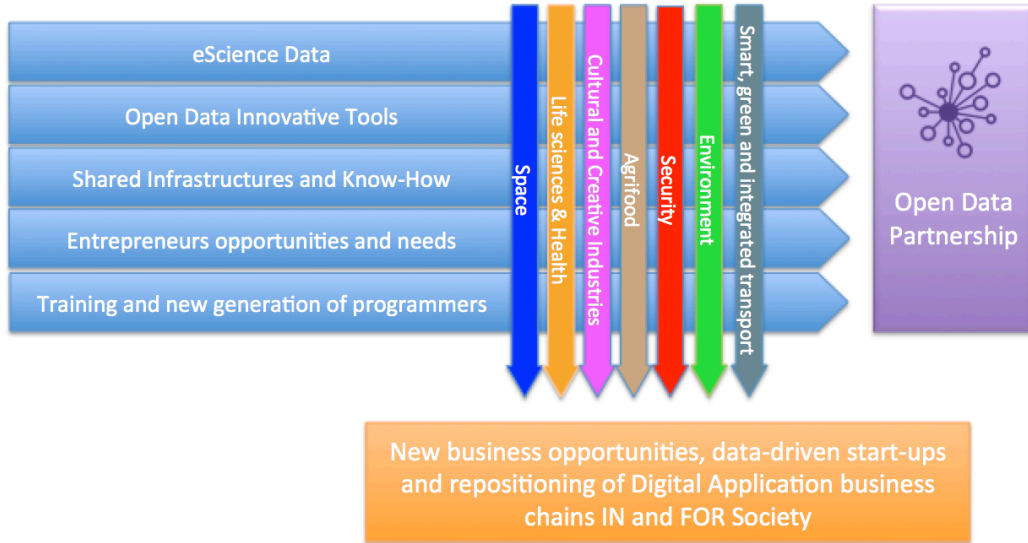 eScience Data
Open Data Innovative Tools
Shared Infrastructures and Know-How
Entrepreneurs opportunities and needs
Training and new generation of programmers
Space
Life sciences & Health
Cultural and Creative Industries
Agrifood
Security
Environment
Smart, green and integrated transport
Open Data
Partnership
New business opportunities, data-driven start-ups
and repositioning of Digital Application business
chains IN and FOR Society